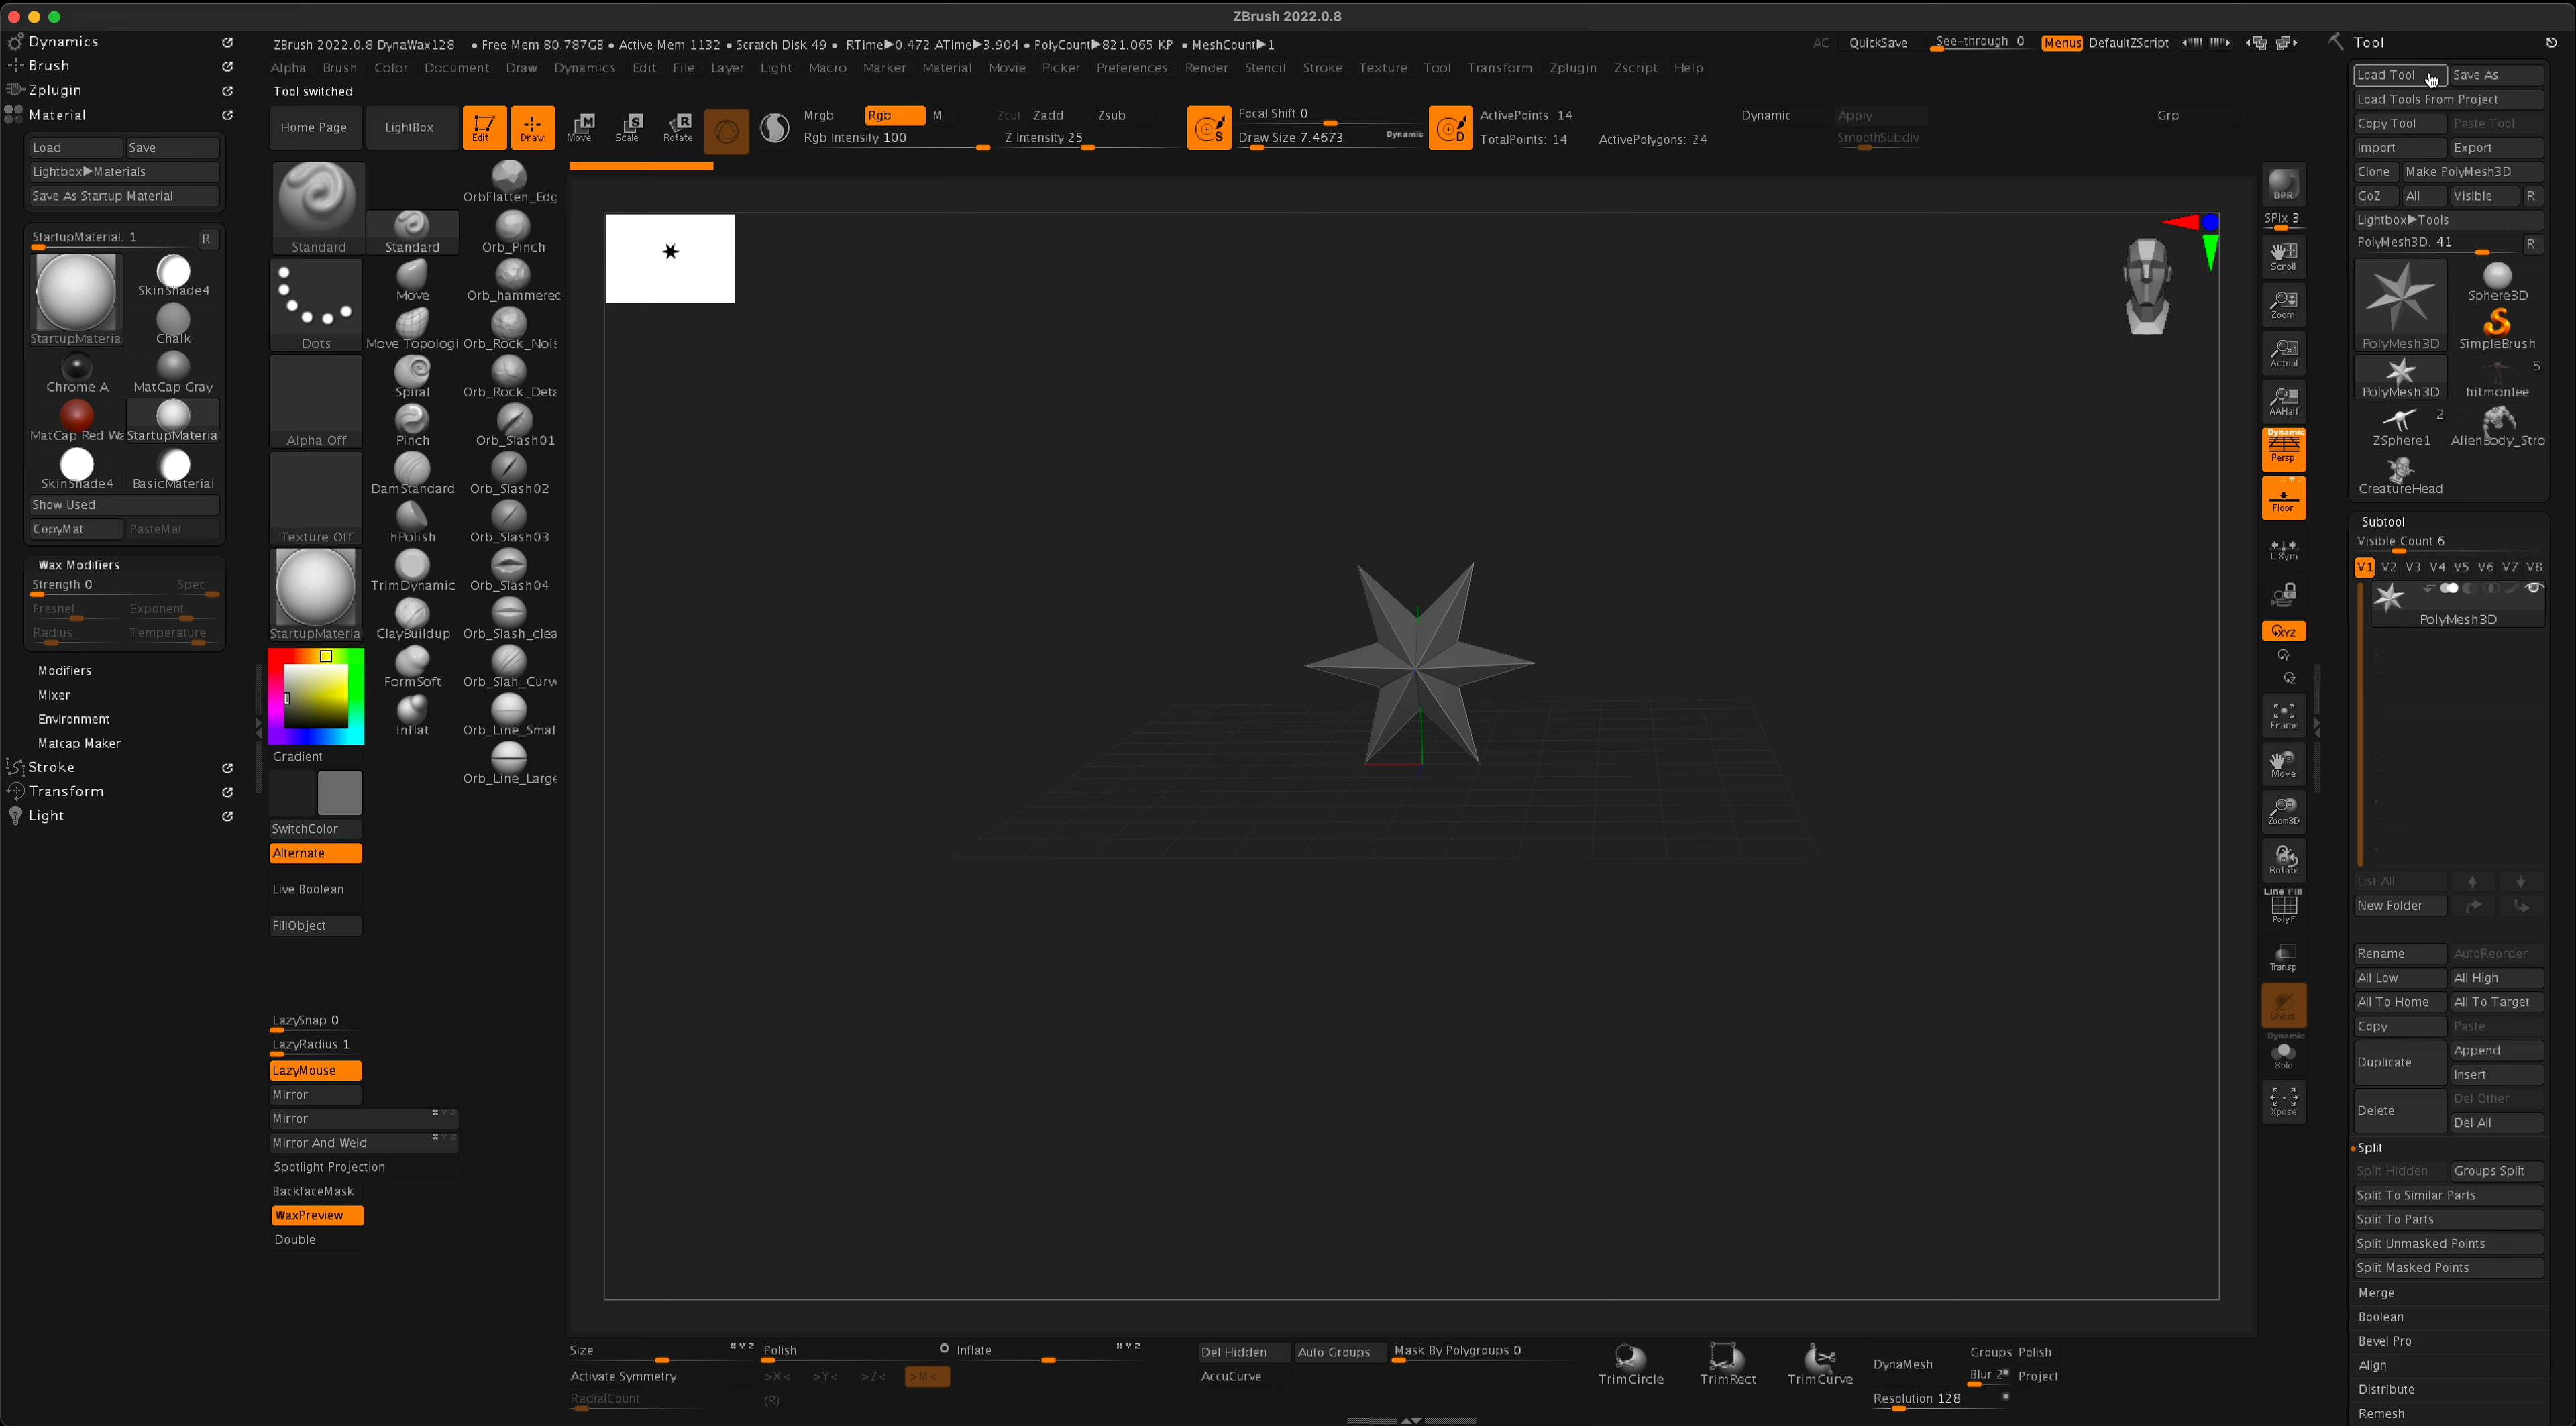 ZBrush 2022.0.8
Dynamics
Brush
Zplugin
Material
Load Save
Lightbox▶Materials
Save As Startup Material
StartupMaterial. 1 R
SkinShade4
StartupMateria Chalk
Chrome A MatCap Gray
MatCap Red Wa StartupMateria
SkinShade4 BasicMaterial
Show Used
CopyMat PasteMat
Wax Modifiers
Strength 0 Spec
Fresnel Exponent
Radius Temperature
Modifiers
Mixer
Environment
Matcap Maker
Stroke
Transform
Light
ZBrush 2022.0.8 DynaWax128 • Free Mem 80.787GB • Active Mem 1132 • Scratch Disk 49 • RTime▶0.472 ATime▶3.904 • PolyCount▶821.065 KP • MeshCount▶1
AC QuickSave See-through 0 Menus DefaultZScript
Alpha Brush Color Document Draw Dynamics Edit File Layer Light Macro Marker Material Movie Picker Preferences Render Stencil Stroke Texture Tool Transform Zplugin Zscript Help
Tool switched
Home Page LightBox Edit Draw Move Scale Rotate
Mrgb Rgb M Zcut Zadd Zsub
Rgb Intensity 100 Z Intensity 25
Focal Shift 0
Draw Size 7.4673 Dynamic
ActivePoints: 14
TotalPoints: 14 ActivePolygons: 24
Dynamic Apply
SmoothSubdiv
Grp
Standard
Dots
Alpha Off
Texture Off
StartupMateria
Gradient
SwitchColor
Alternate
Live Boolean
FillObject
LazySnap 0
LazyRadius 1
LazyMouse
Mirror
Mirror
Mirror And Weld
Spotlight Projection
BackfaceMask
WaxPreview
Double
Standard
Move
Move Topologi
Spiral
Pinch
DamStandard
hPolish
TrimDynamic
ClayBuildup
FormSoft
Inflat
OrbFlatten_Edg
Orb_Pinch
Orb_hammered
Orb_Rock_Nois
Orb_Rock_Deta
Orb_Slash01
Orb_Slash02
Orb_Slash03
Orb_Slash04
Orb_Slash_clea
Orb_Slah_Curv
Orb_Line_Smal
Orb_Line_Large
BPR
SPix 3
Scroll
Zoom
Actual
AAHalf
Dynamic
Persp
Floor
L.Sym
XYZ
Y
Z
Frame
Move
Zoom3D
Rotate
Line Fill
PolyF
Transp
Ghost
Dynamic
Solo
Xpose
Size X Y Z Polish Inflate X Y Z
Activate Symmetry >X< >Y< >Z< >M<
RadialCount (R)
Del Hidden Auto Groups Mask By Polygroups 0
AccuCurve
TrimCircle TrimRect TrimCurve
DynaMesh Groups Polish
Blur 2 Project
Resolution 128
Tool
Load Tool Save As
Load Tools From Project
Copy Tool Paste Tool
Import Export
Clone Make PolyMesh3D
GoZ All Visible R
Lightbox▶Tools
PolyMesh3D. 41 R
Sphere3D
PolyMesh3D SimpleBrush
5
PolyMesh3D hitmonlee
2
ZSphere1 AlienBody_Stro
CreatureHead
Subtool
Visible Count 6
V1 V2 V3 V4 V5 V6 V7 V8
PolyMesh3D
List All
New Folder
Rename AutoReorder
All Low All High
All To Home All To Target
Copy Paste
Duplicate Append
Insert
Delete Del Other
Del All
Split
Split Hidden Groups Split
Split To Similar Parts
Split To Parts
Split Unmasked Points
Split Masked Points
Merge
Boolean
Bevel Pro
Align
Distribute
Remesh